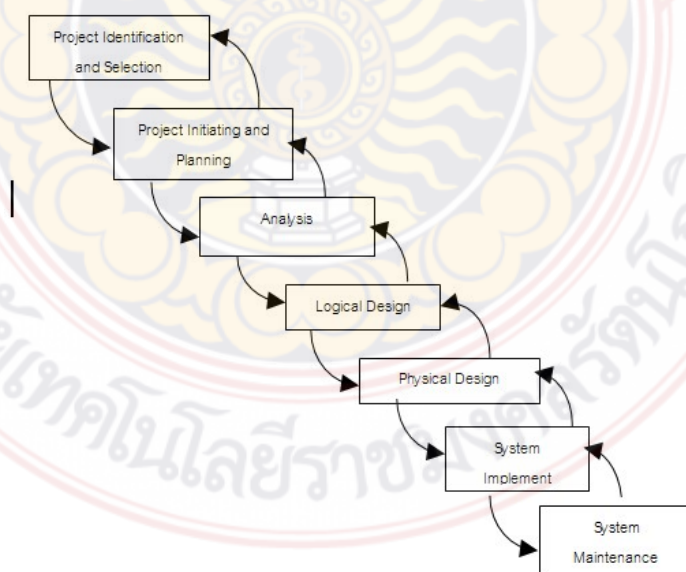 Project Identification
and Selection
Project Initiating and
Planning
Analysis
Logical Design
Physical Design
System
Implement
System
Maintenance